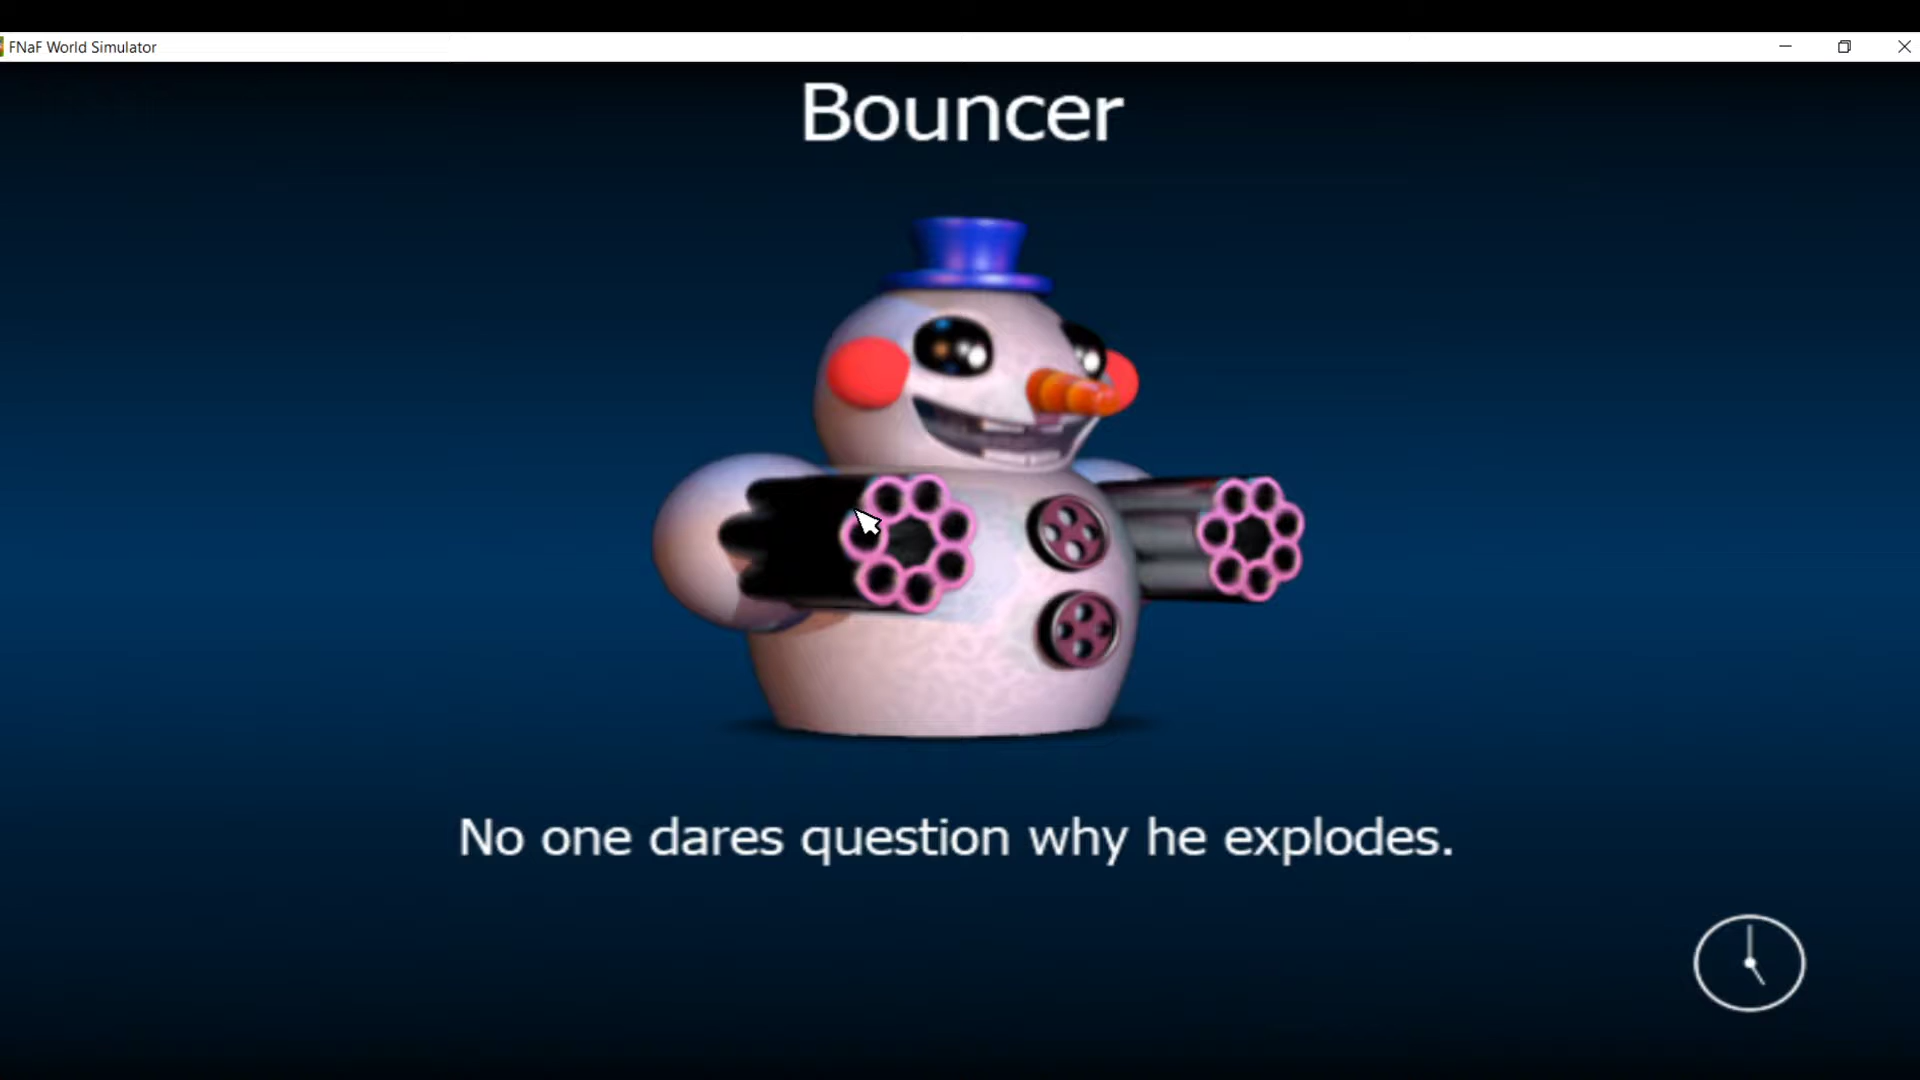 FNaF World Simulator
Bouncer
No one dares question why he explodes.